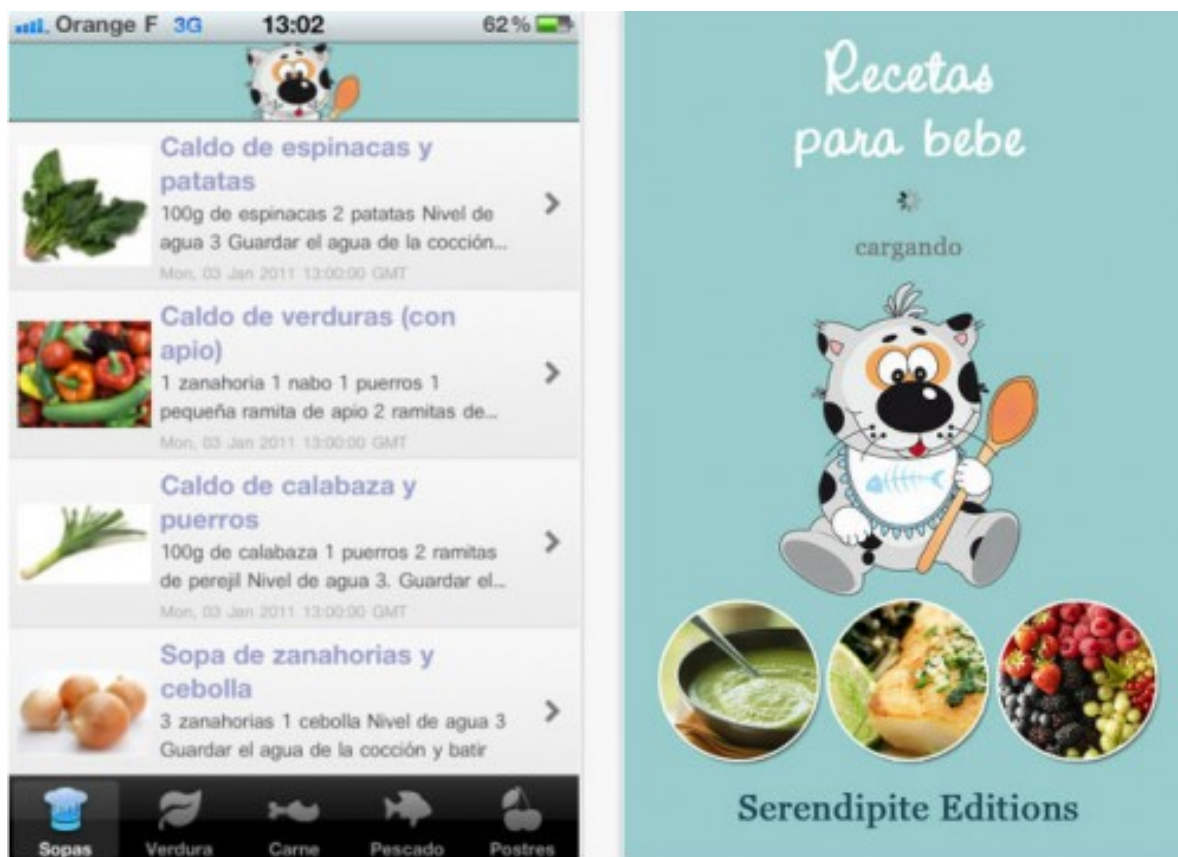 Orange F 3G 13:02 62%
Caldo de espinacas y
patatas
100g de espinacas 2 patatas Nivel de
agua 3 Guardar el agua de la cocción...
Mon, 03 Jan 2011 13:00:00 GMT
Caldo de verduras (con
apio)
1 zanahoria 1 nabo 1 puerros 1
pequeña ramita de apio 2 ramitas de...
Mon, 03 Jan 2011 13:00:00 GMT
Caldo de calabaza y
puerros
100g de calabaza 1 puerros 2 ramitas
de perejil Nivel de agua 3. Guardar el...
Mon, 03 Jan 2011 13:00:00 GMT
Sopa de zanahorias y
cebolla
3 zanahorias 1 cebolla Nivel de agua 3
Guardar el agua de la cocción y batir
Sopas Verdura Carne Pescado Postres
Recetas
para bebe
cargando
Serendipite Editions